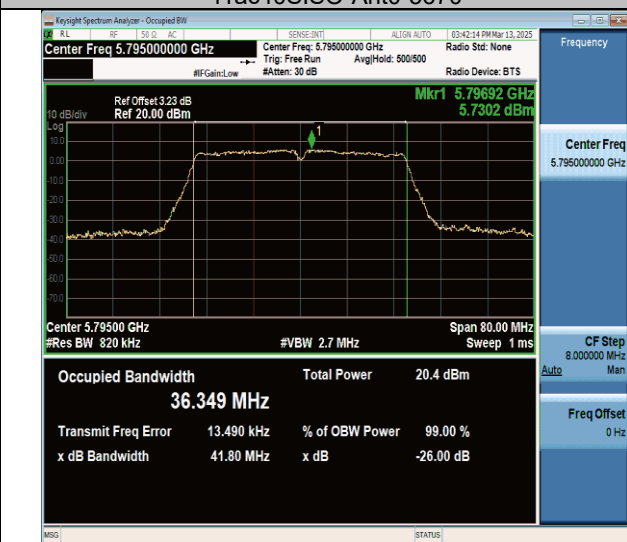 Keysight Spectrum Analyzer - Occupied BW
RL RF 50 Ω AC SENSE:INT ALIGN AUTO 03:42:14 PM Mar 13, 2025
Center Freq 5.795000000 GHz
Center Freq: 5.795000000 GHz
Radio Std: None
Trig: Free Run Avg|Hold: 500/500
#IFGain:Low
#Atten: 30 dB
Radio Device: BTS
Frequency
Mkr1 5.79692 GHz
5.7302 dBm
Ref Offset 3.23 dB
10 dB/div Ref 20.00 dBm
Log
1
10.0
0.00
-10.0
-20.0
-30.0
-40.0
-50.0
-60.0
-70.0
Center Freq
5.795000000 GHz
Center 5.79500 GHz
Span 80.00 MHz
#Res BW 820 kHz
#VBW 2.7 MHz
Sweep 1 ms
CF Step
8.000000 MHz
Auto Man
Occupied Bandwidth
Total Power 20.4 dBm
36.349 MHz
Transmit Freq Error 13.490 kHz
% of OBW Power 99.00 %
x dB Bandwidth 41.80 MHz
x dB -26.00 dB
Freq Offset
0 Hz
MSG
STATUS